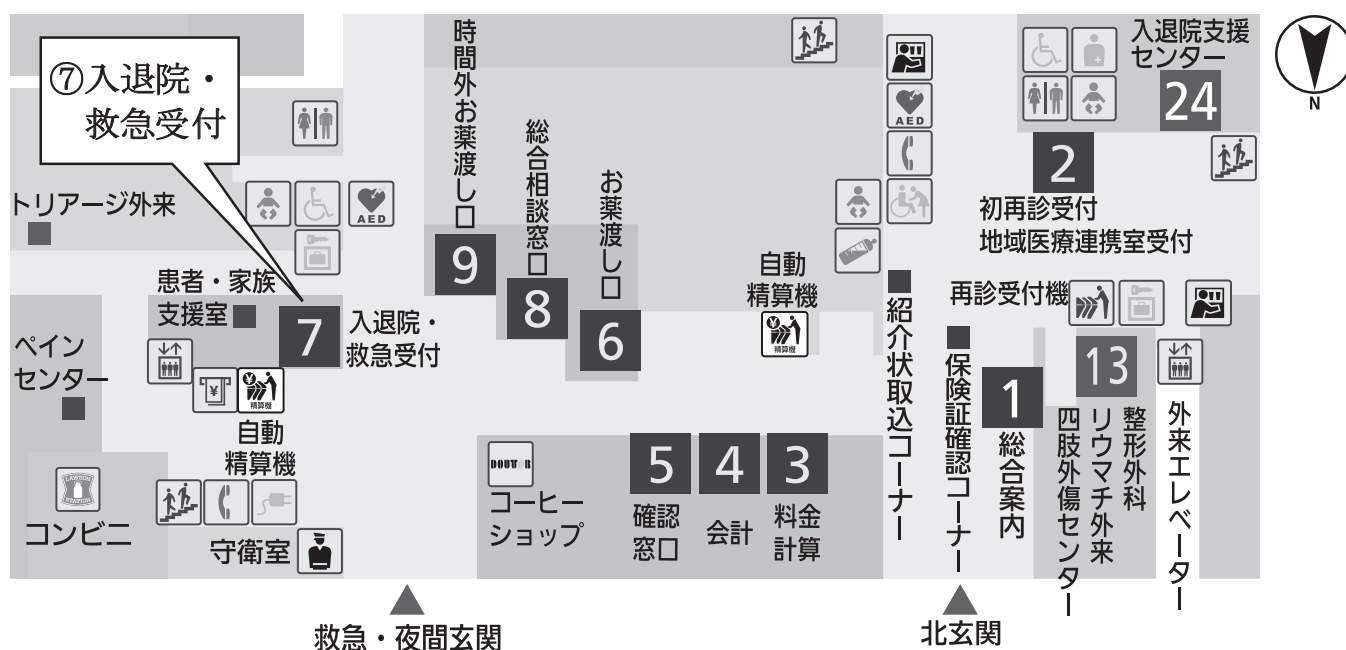 ⑦入退院・
救急受付
トリアージ外来
患者・家族
支援室
ペイン
センター
7
入退院・
救急受付
自動
精算機
精算機
コンビニ
守衛室
AED
時間外お薬渡し口
9
総合相談窓口
8
お薬渡し口
6
自動
精算機
精算機
コーヒー
ショップ
5
確認
窓口
4
会計
3
料金
計算
AED
紹介状取込コーナー
保険証確認コーナー
1
総合案内
入退院支援
センター
24
2
初再診受付
地域医療連携室受付
再診受付機
13
整形外科
リウマチ外来
四肢外傷センター
外来エレベーター
N
救急・夜間玄関
北玄関